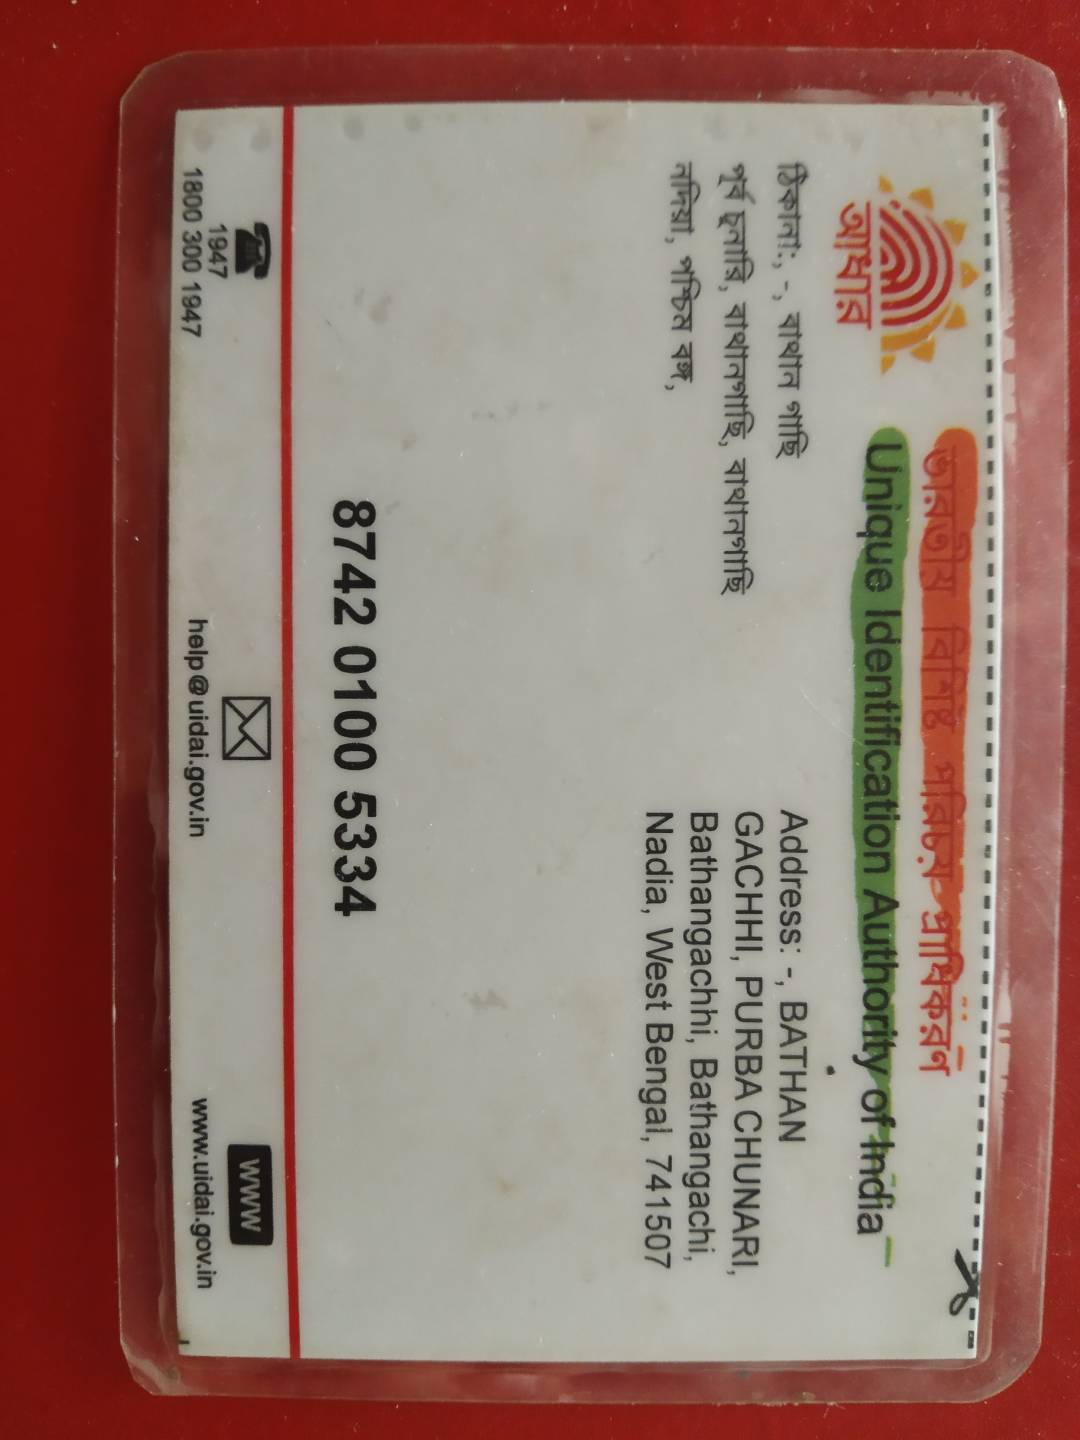 ভারতীয় বিশিষ্ট পরিচয় প্রাধিকরণ
Unique Identification Authority of India
আধার
ঠিকানা:, -, বাথান গাছি
পূর্ব চুনারি, বাথানগাছি, বাথানগাছি
নদিয়া, পশ্চিম বঙ্গ,
Address: -, BATHAN
GACHHI, PURBA CHUNARI,
Bathangachhi, Bathangachi,
Nadia, West Bengal, 741507
8742 0100 5334
1947
1800 300 1947
help@uidai.gov.in
www
www.uidai.gov.in